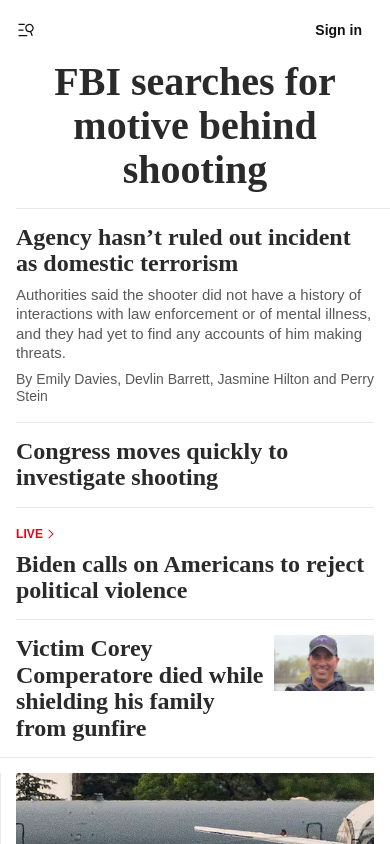 Sign in
FBI searches for
motive behind
shooting
Agency hasn’t ruled out incident
as domestic terrorism
Authorities said the shooter did not have a history of
interactions with law enforcement or of mental illness,
and they had yet to find any accounts of him making
threats.
By Emily Davies, Devlin Barrett, Jasmine Hilton and Perry
Stein
Congress moves quickly to
investigate shooting
LIVE
Biden calls on Americans to reject
political violence
Victim Corey
Comperatore died while
shielding his family
from gunfire